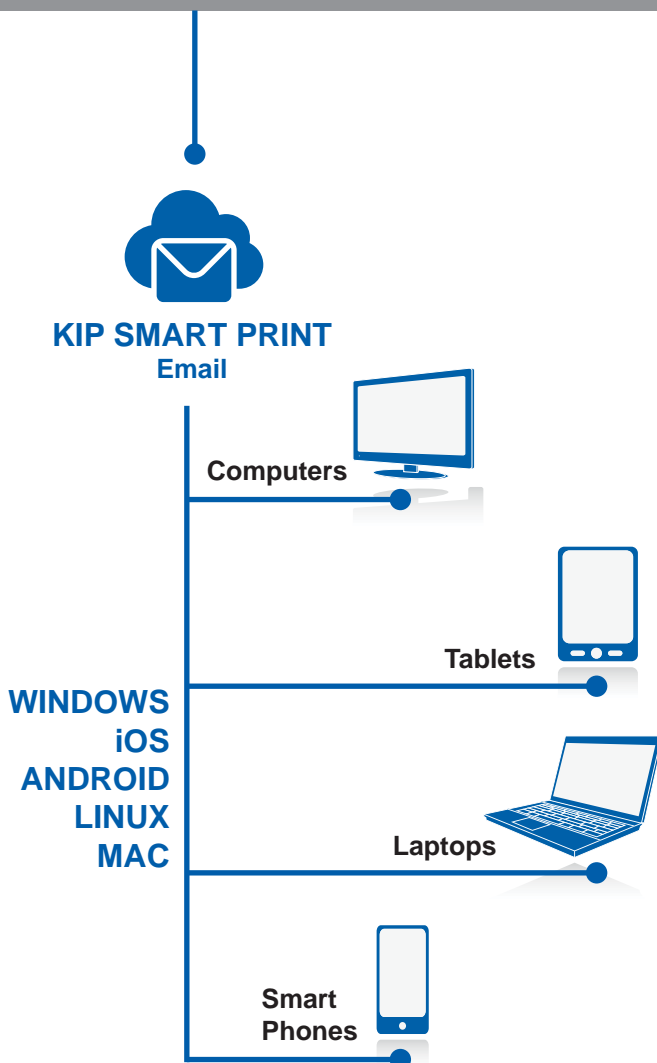 KIP SMART PRINT
Email
Computers
Tablets
WINDOWS
iOS
ANDROID
LINUX
MAC
Laptops
Smart
Phones